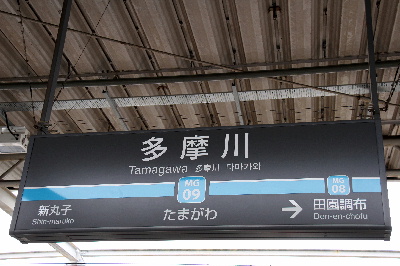 多摩川
Tamagawa 多摩川 다마가와
MG
09
MG
08
新丸子
Shin-maruko
たまがわ
田園調布
Den-en-chofu